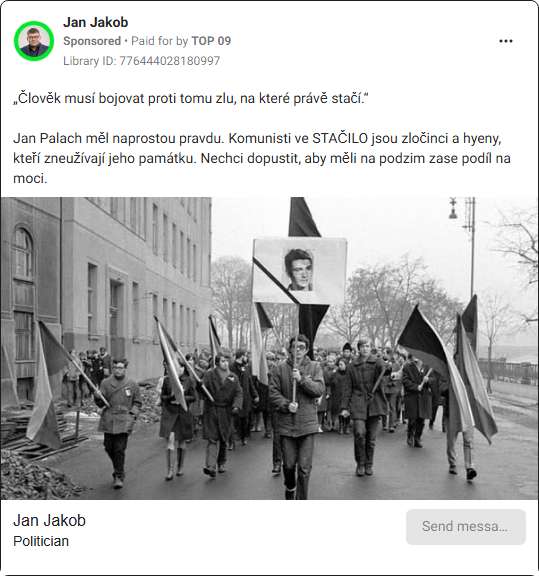 Jan Jakob
Sponsored • Paid for by TOP 09
Library ID: 776444028180997
„Člověk musí bojovat proti tomu zlu, na které právě stačí.“
Jan Palach měl naprostou pravdu. Komunisti ve STAČILO jsou zločinci a hyeny,
kteří zneužívají jeho památku. Nechci dopustit, aby měli na podzim zase podíl na
moci.
Jan Jakob
Politician
Send messa...